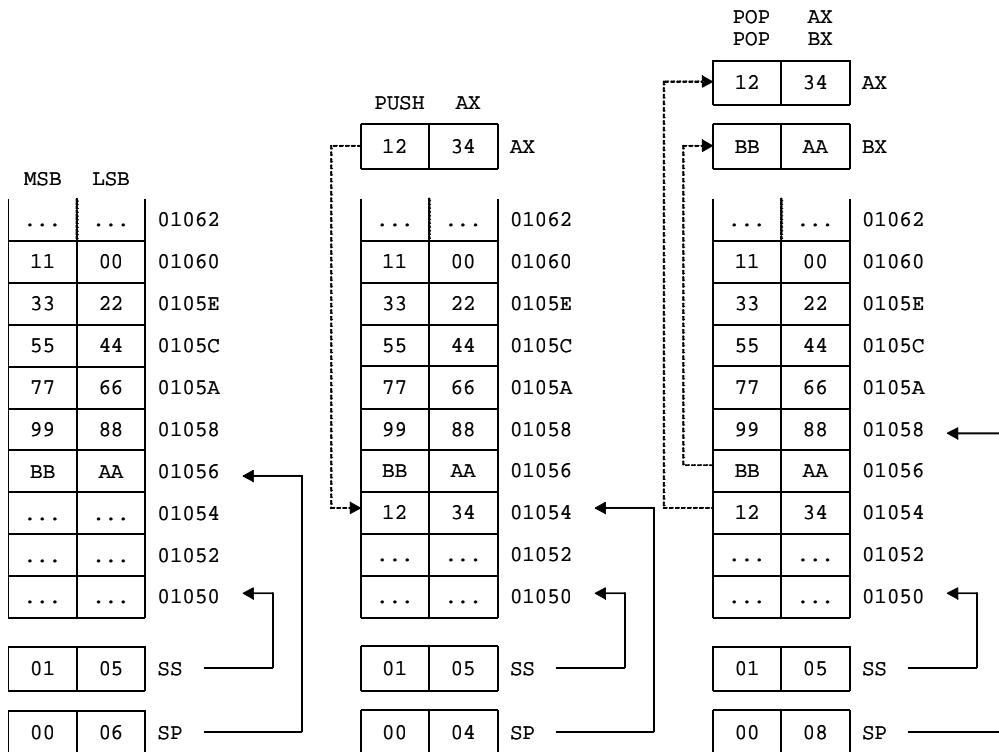 MSB LSB
... ... 01062
11 00 01060
33 22 0105E
55 44 0105C
77 66 0105A
99 88 01058
BB AA 01056
... ... 01054
... ... 01052
... ... 01050
01 05 SS
00 06 SP
PUSH AX
12 34 AX
... ... 01062
11 00 01060
33 22 0105E
55 44 0105C
77 66 0105A
99 88 01058
BB AA 01056
12 34 01054
... ... 01052
... ... 01050
01 05 SS
00 04 SP
POP AX
POP BX
12 34 AX
BB AA BX
... ... 01062
11 00 01060
33 22 0105E
55 44 0105C
77 66 0105A
99 88 01058
BB AA 01056
12 34 01054
... ... 01052
... ... 01050
01 05 SS
00 08 SP